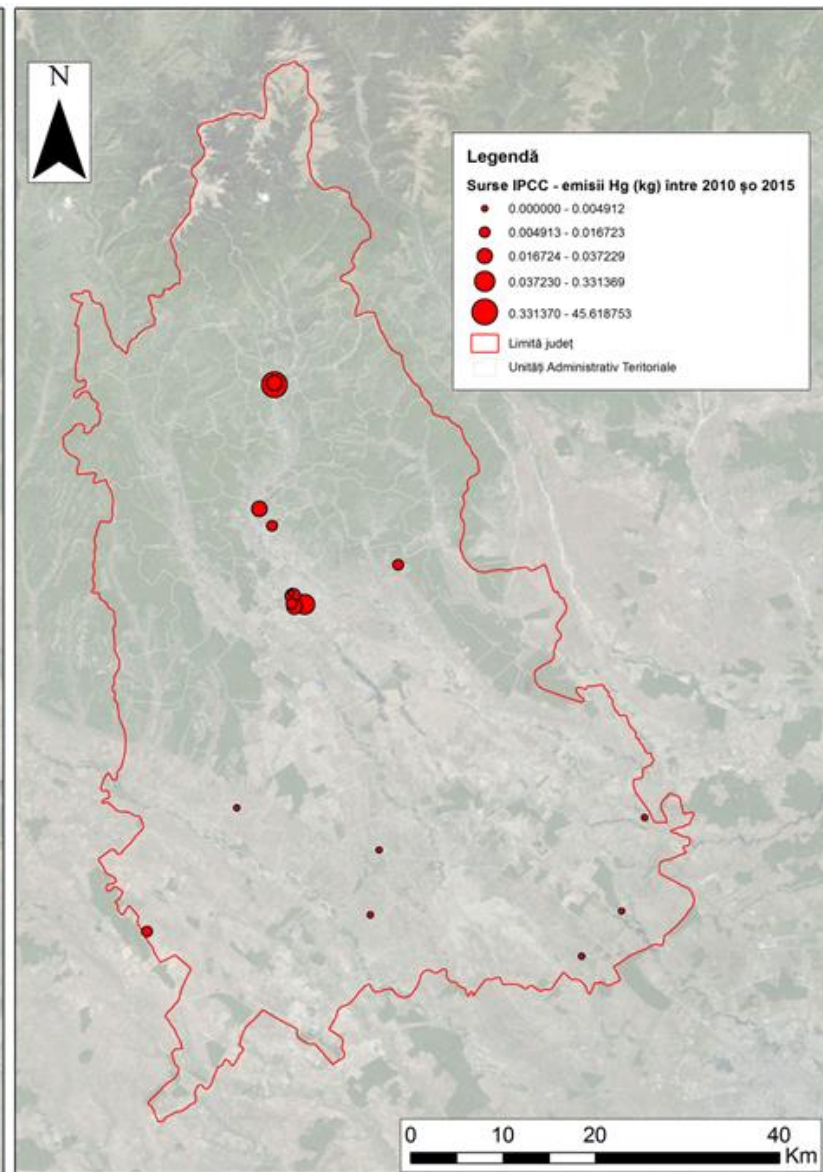 N
Legendă
Surse IPCC - emisii Hg (kg) între 2010 șo 2015
0.000000 - 0.004912
0.004913 - 0.016723
0.016724 - 0.037229
0.037230 - 0.331369
0.331370 - 45.618753
Limită județ
Unități Administrativ Teritoriale
0 10 20 40
Km